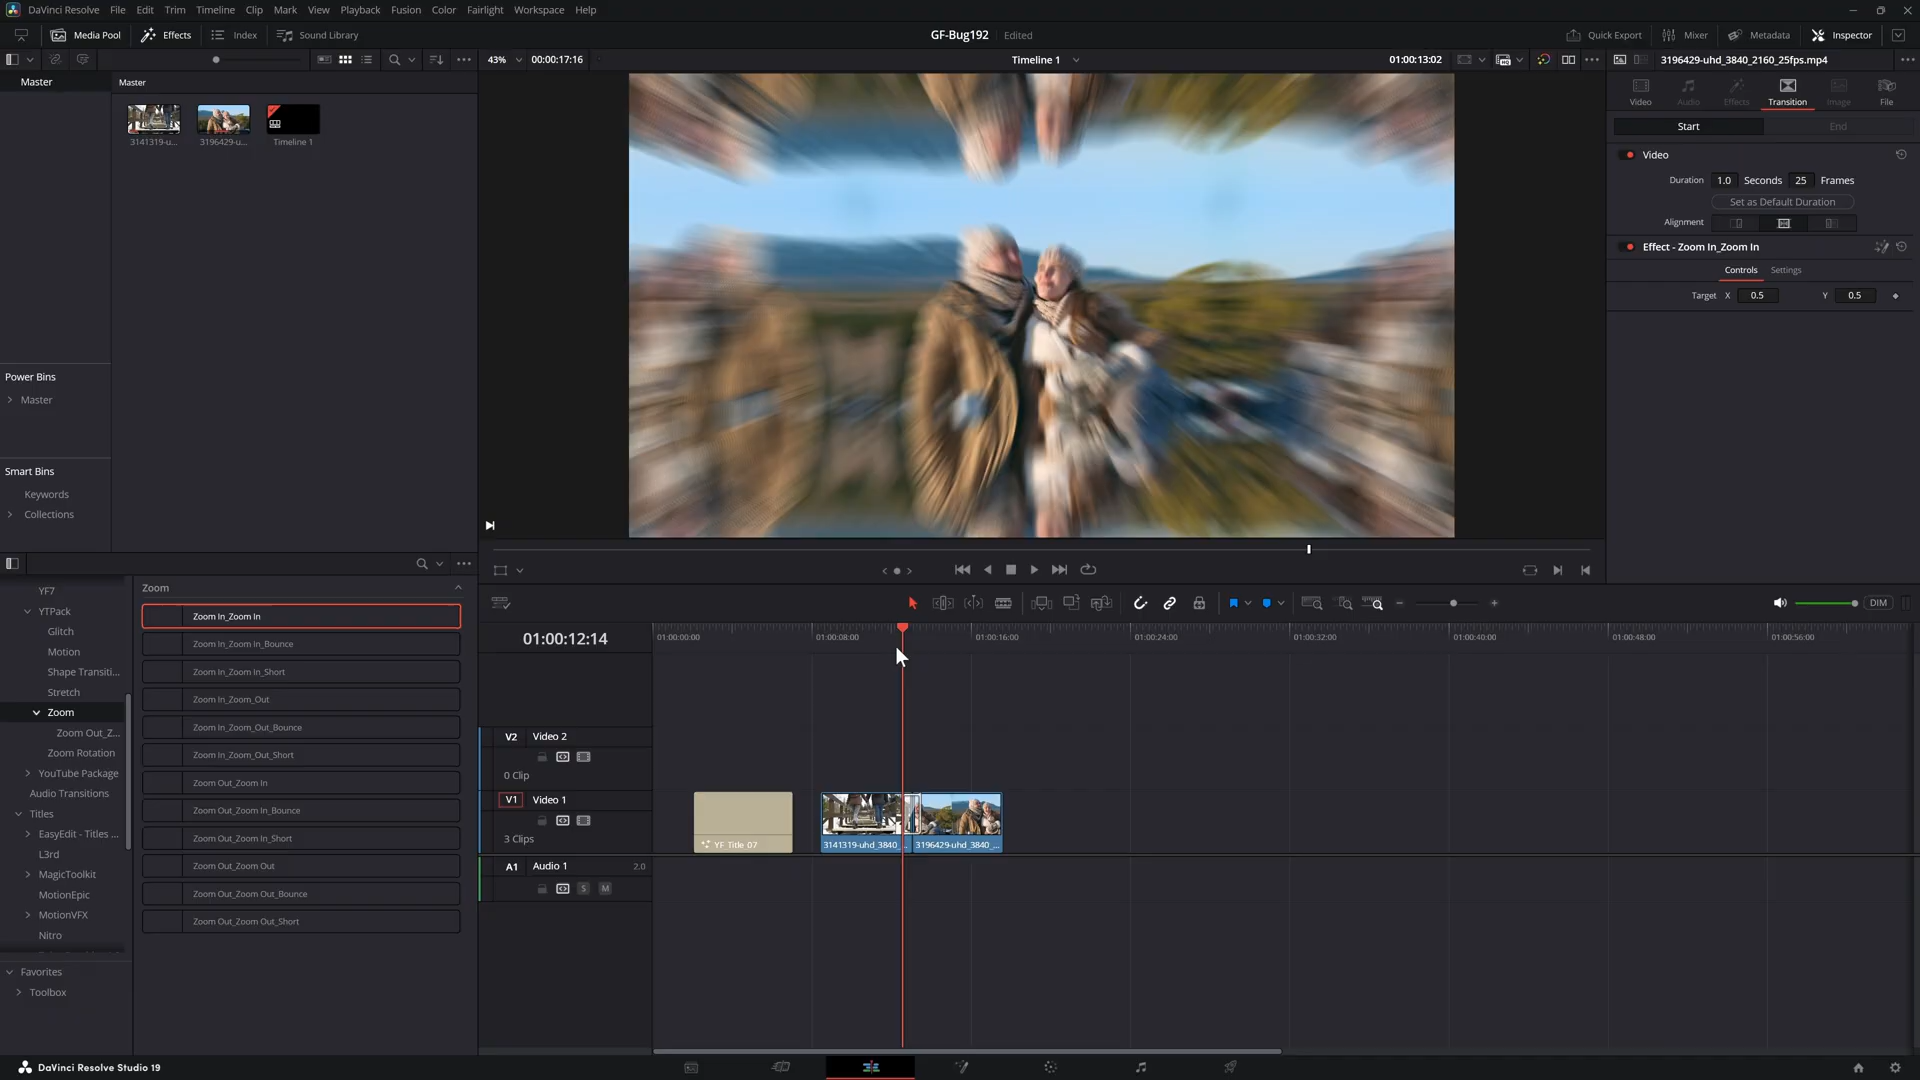 DaVinci Resolve File Edit Trim Timeline Clip Mark View Playback Fusion Color Fairlight Workspace Help
Media Pool Effects Index Sound Library GF-Bug192 Edited Quick Export Mixer Metadata Inspector
43% 00:00:17:16 Timeline 1 01:00:13:02 3196429-uhd_3840_2160_25fps.mp4
Master Master
3141319-u... 3196429-u... Timeline 1
Video Audio Effects Transition Image File
Start End
Video
Duration 1.0 Seconds 25 Frames
Set as Default Duration
Alignment
Effect - Zoom In_Zoom In
Controls Settings
Target X 0.5 Y 0.5
Power Bins
Master
Smart Bins
Keywords
Collections
YF7
YTPack
Glitch
Motion
Shape Transiti...
Stretch
Zoom
Zoom Out_Z...
Zoom Rotation
YouTube Package
Audio Transitions
Titles
EasyEdit - Titles ...
L3rd
MagicToolkit
MotionEpic
MotionVFX
Nitro
Favorites
Toolbox
Zoom
Zoom In_Zoom In
Zoom In_Zoom In_Bounce
Zoom In_Zoom In_Short
Zoom In_Zoom_Out
Zoom In_Zoom_Out_Bounce
Zoom In_Zoom_Out_Short
Zoom Out_Zoom In
Zoom Out_Zoom In_Bounce
Zoom Out_Zoom In_Short
Zoom Out_Zoom Out
Zoom Out_Zoom Out_Bounce
Zoom Out_Zoom Out_Short
DIM
01:00:12:14 01:00:00:00 01:00:08:00 01:00:16:00 01:00:24:00 01:00:32:00 01:00:40:00 01:00:48:00 01:00:56:00
V2 Video 2
0 Clip
V1 Video 1
3 Clips
YF Title 07 3141319-uhd_3840_... 3196429-uhd_3840_...
A1 Audio 1 2.0
S M
DaVinci Resolve Studio 19